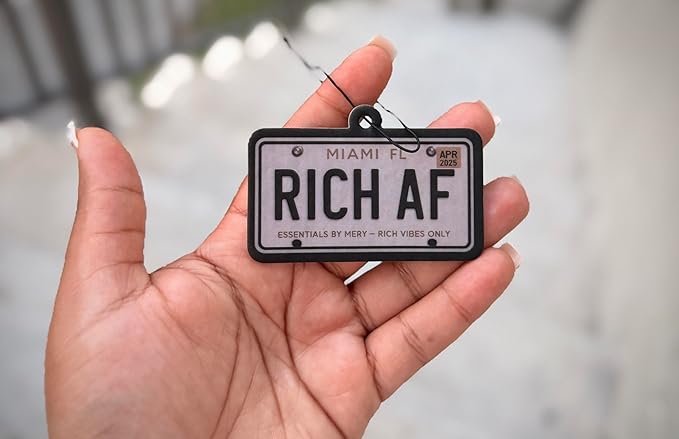 MIAMI FL
APR
2025
RICH AF
ESSENTIALS BY MERY – RICH VIBES ONLY